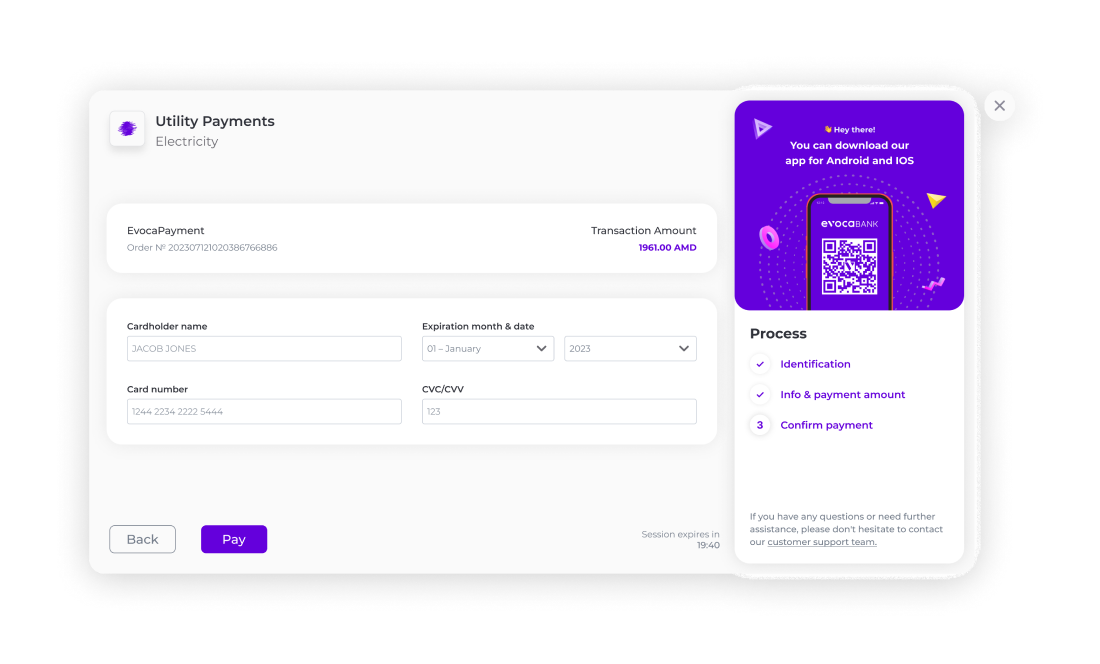 Utility Payments
Electricity
EvocaPayment
Order № 202307121020386766886
Transaction Amount
1961.00 AMD
Cardholder name
JACOB JONES
Expiration month & date
01 – January
2023
Card number
1244 2234 2222 5444
CVC/CVV
123
Back
Pay
Session expires in
19:40
👋 Hey there!
You can download our
app for Android and IOS
evocaBANK
Process
Identification
Info & payment amount
3
Confirm payment
If you have any questions or need further
assistance, please don't hesitate to contact
our customer support team.